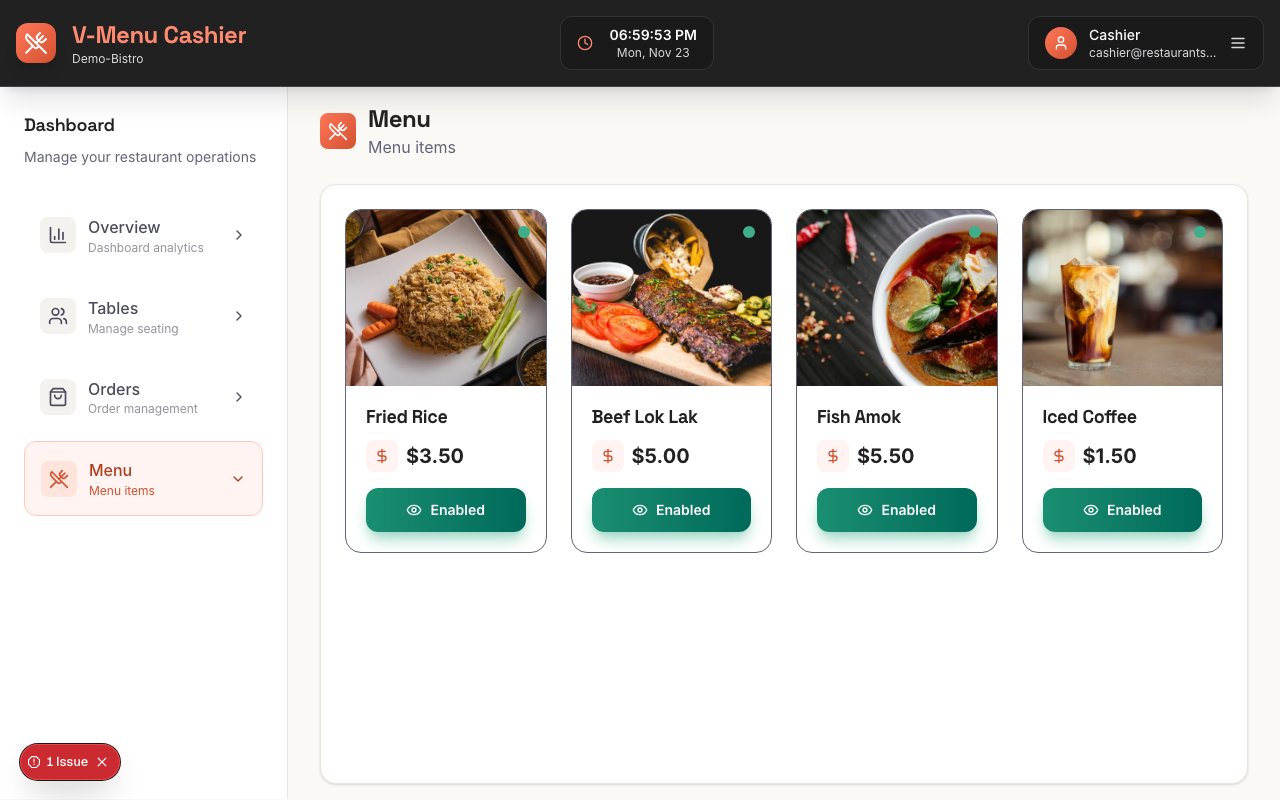 V-Menu Cashier
Demo-Bistro
06:59:53 PM
Mon, Nov 23
Cashier
cashier@restaurants...
Dashboard
Manage your restaurant operations
Overview
Dashboard analytics
Tables
Manage seating
Orders
Order management
Menu
Menu items
1 Issue
Menu
Menu items
Fried Rice
$3.50
Enabled
Beef Lok Lak
$5.00
Enabled
Fish Amok
$5.50
Enabled
Iced Coffee
$1.50
Enabled